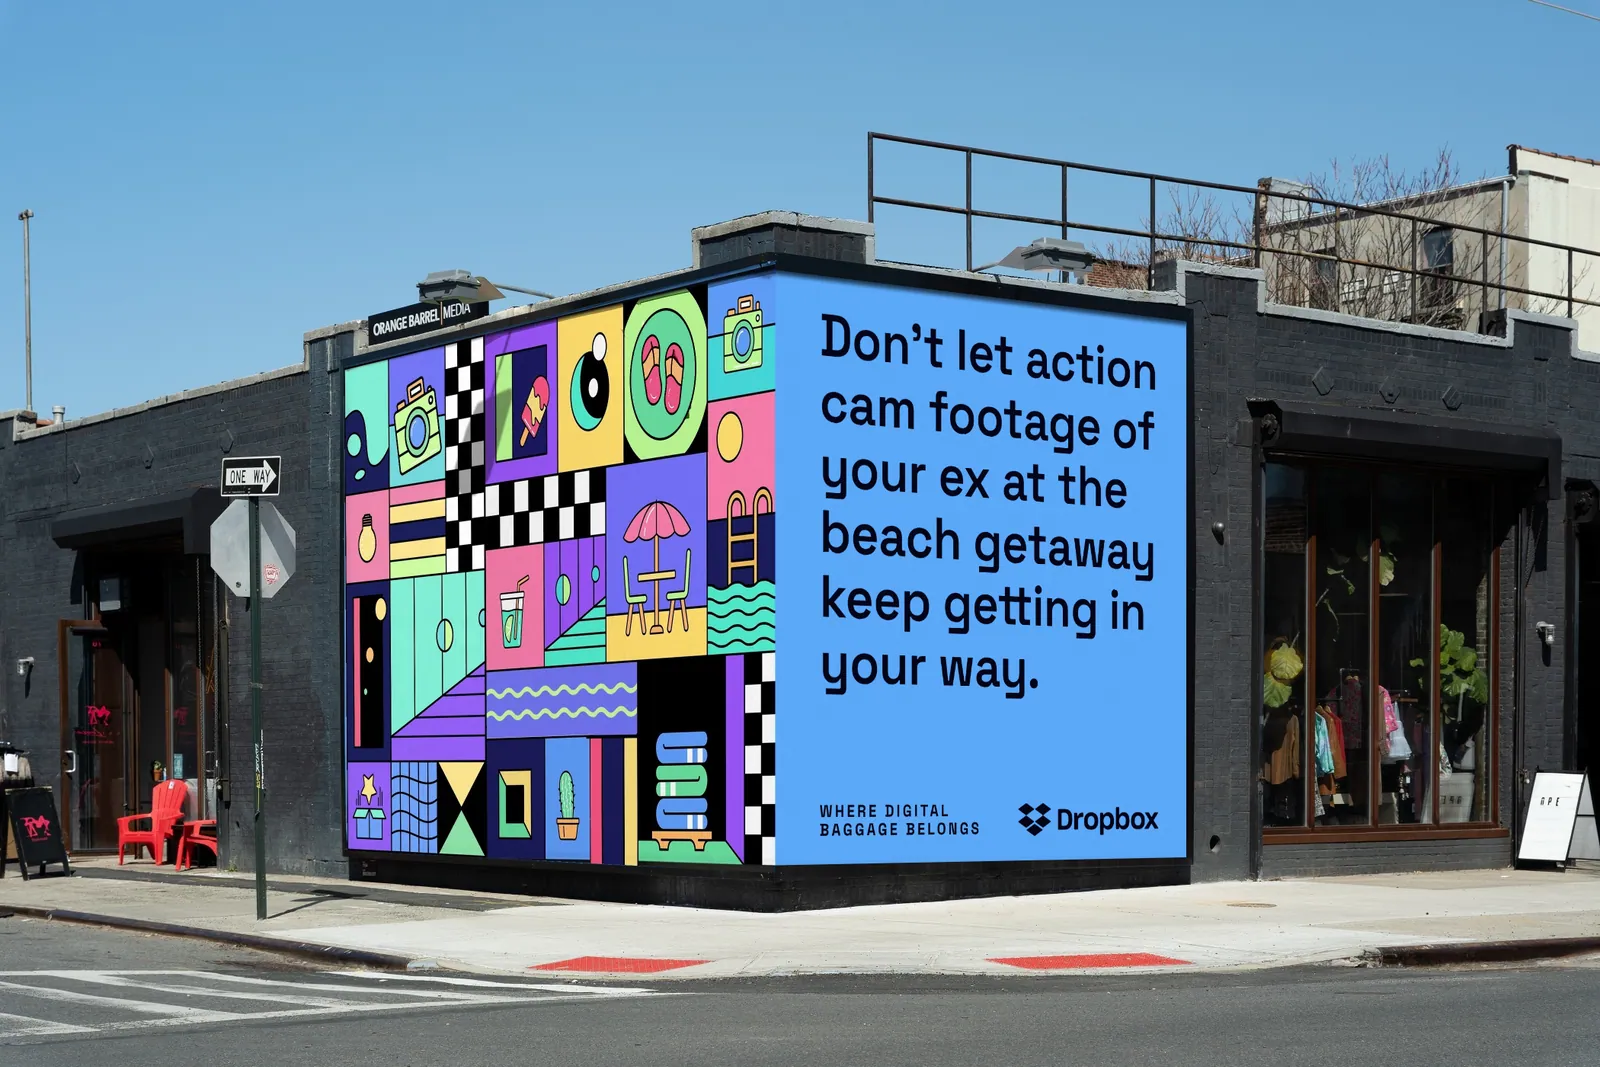 ORANGE BARREL MEDIA
ONE WAY
Don't let action
cam footage of
your ex at the
beach getaway
keep getting in
your way.
WHERE DIGITAL
BAGGAGE BELONGS
Dropbox